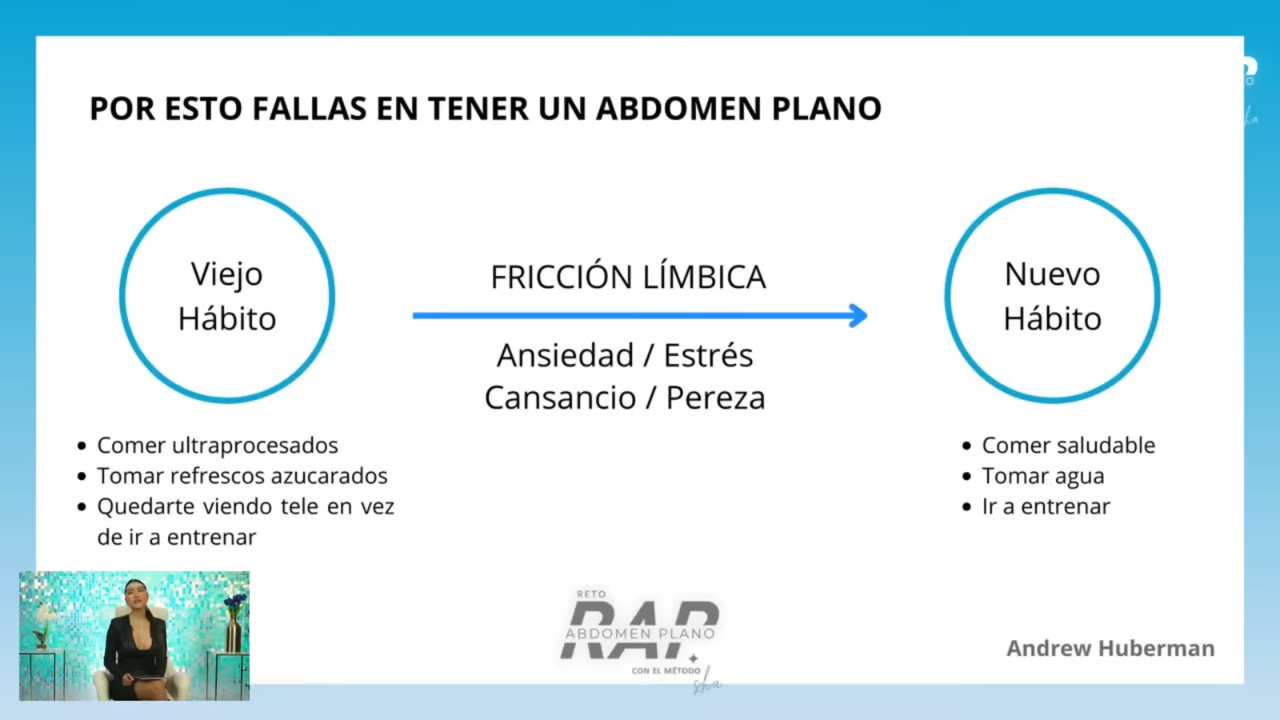 POR ESTO FALLAS EN TENER UN ABDOMEN PLANO
Viejo
Hábito
FRICCIÓN LÍMBICA
Ansiedad / Estrés
Cansancio / Pereza
Nuevo
Hábito
• Comer ultraprocesados
• Tomar refrescos azucarados
• Quedarte viendo tele en vez
de ir a entrenar
• Comer saludable
• Tomar agua
• Ir a entrenar
RETO
RAP
ABDOMEN PLANO
CON EL MÉTODO
sha
Andrew Huberman